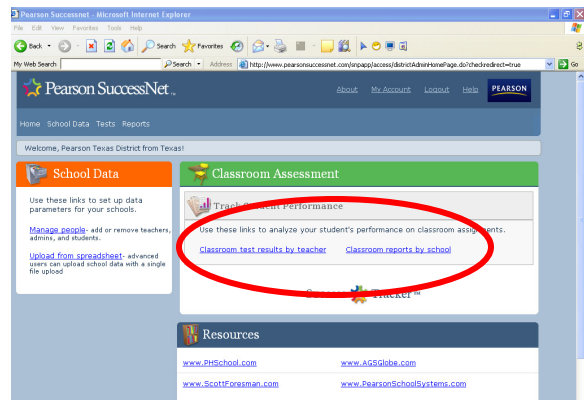 Pearson Successnet - Microsoft Internet Explorer
File Edit View Favorites Tools Help
Back Search Favorites
My Web Search Search Address http://www.pearsonsuccessnet.com/snpapp/access/districtAdminHomePage.do?checkredirect=true Go
Pearson SuccessNet™
About My Account Logout Help PEARSON
Home School Data Tests Reports
Welcome, Pearson Texas District from Texas!
School Data
Use these links to set up data
parameters for your schools.
Manage people- add or remove teachers,
admins, and students.
Upload from spreadsheet- advanced
users can upload school data with a single
file upload
Classroom Assessment
Track Student Performance
Use these links to analyze your student's performance on classroom assignments.
Classroom test results by teacher Classroom reports by school
Tracker™
Resources
www.PHSchool.com www.AGSGlobe.com
www.ScottForesman.com www.PearsonSchoolSystems.com